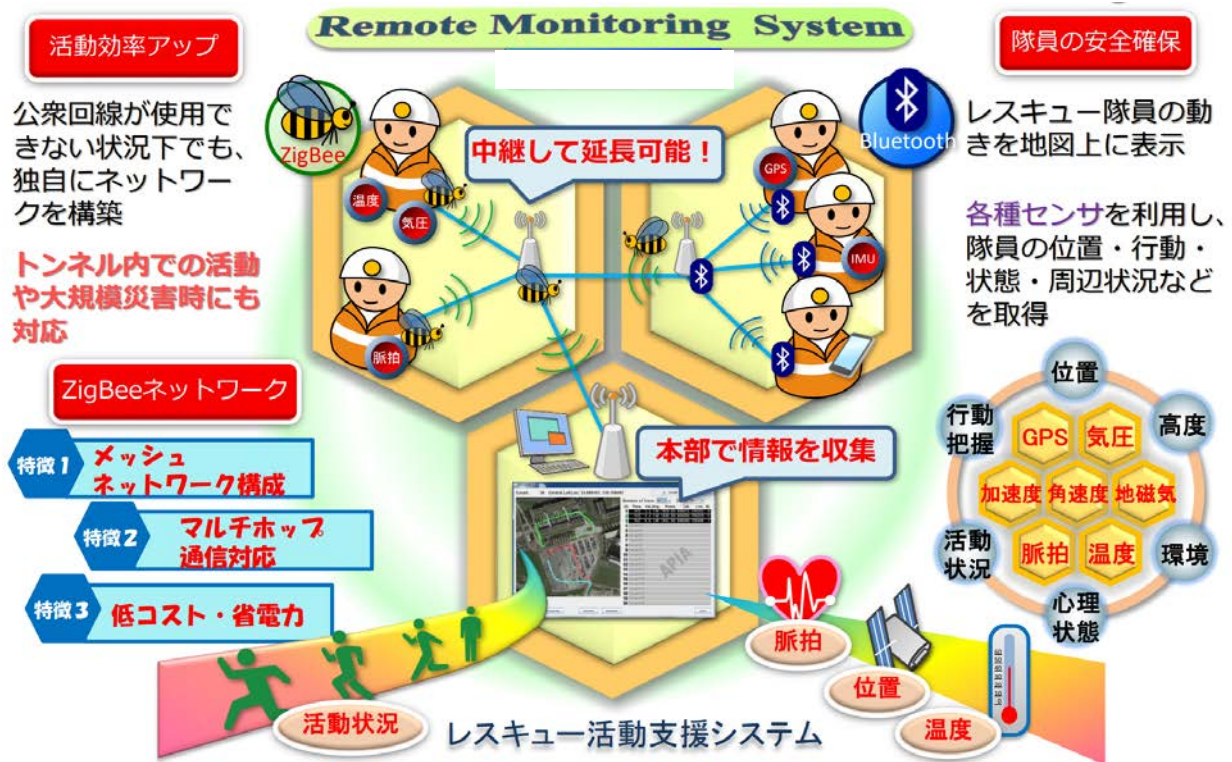 Remote Monitoring System
活動効率アップ
公衆回線が使用で
きない状況下でも、
独自にネットワー
クを構築
トンネル内での活動
や大規模災害時にも
対応
ZigBee
温度
気圧
脈拍
中継して延長可能！
GPS
IMU
Bluetooth
隊員の安全確保
レスキュー隊員の動
きを地図上に表示
各種センサを利用し、
隊員の位置・行動・
状態・周辺状況など
を取得
ZigBeeネットワーク
特徴1
メッシュ
ネットワーク構成
特徴2
マルチホップ
通信対応
特徴3
低コスト・省電力
本部で情報を収集
APIA
位置
行動
把握
高度
GPS
気圧
加速度
角速度
地磁気
脈拍
温度
活動
状況
環境
心理
状態
活動状況
脈拍
位置
温度
レスキュー活動支援システム